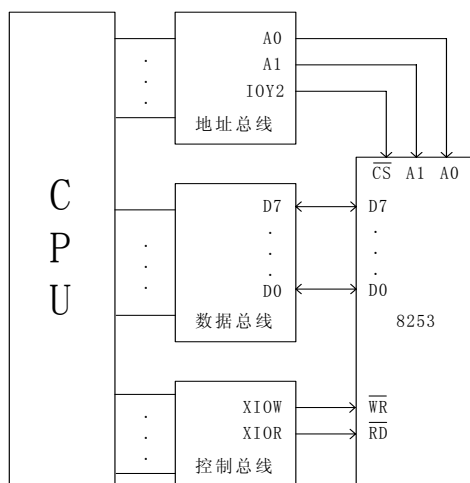 CPU
A0
A1
IOY2
地址总线
D7
.
.
.
D0
数据总线
XIOW
XIOR
控制总线
CS A1 A0
D7
.
.
.
D0
8253
WR
RD